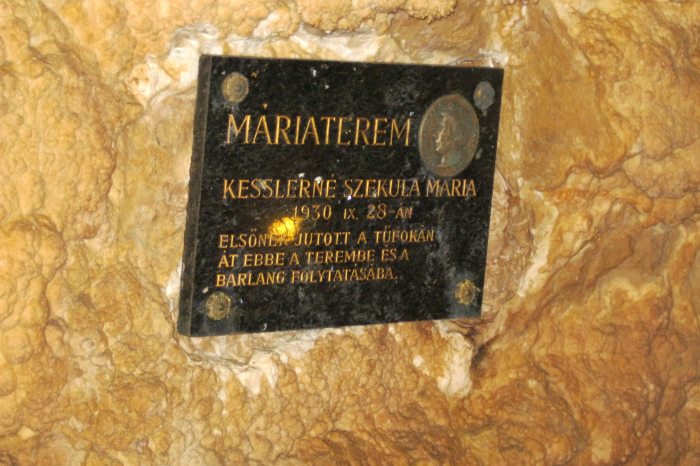 MÁRIATEREM
KESSLERNÉ SZEKULA MÁRIA
1930 IX. 28-ÁN
ELSŐNEK JUTOTT A TŰFOKÁN
ÁT EBBE A TEREMBE ÉS A
BARLANG FOLYTATÁSÁBA.